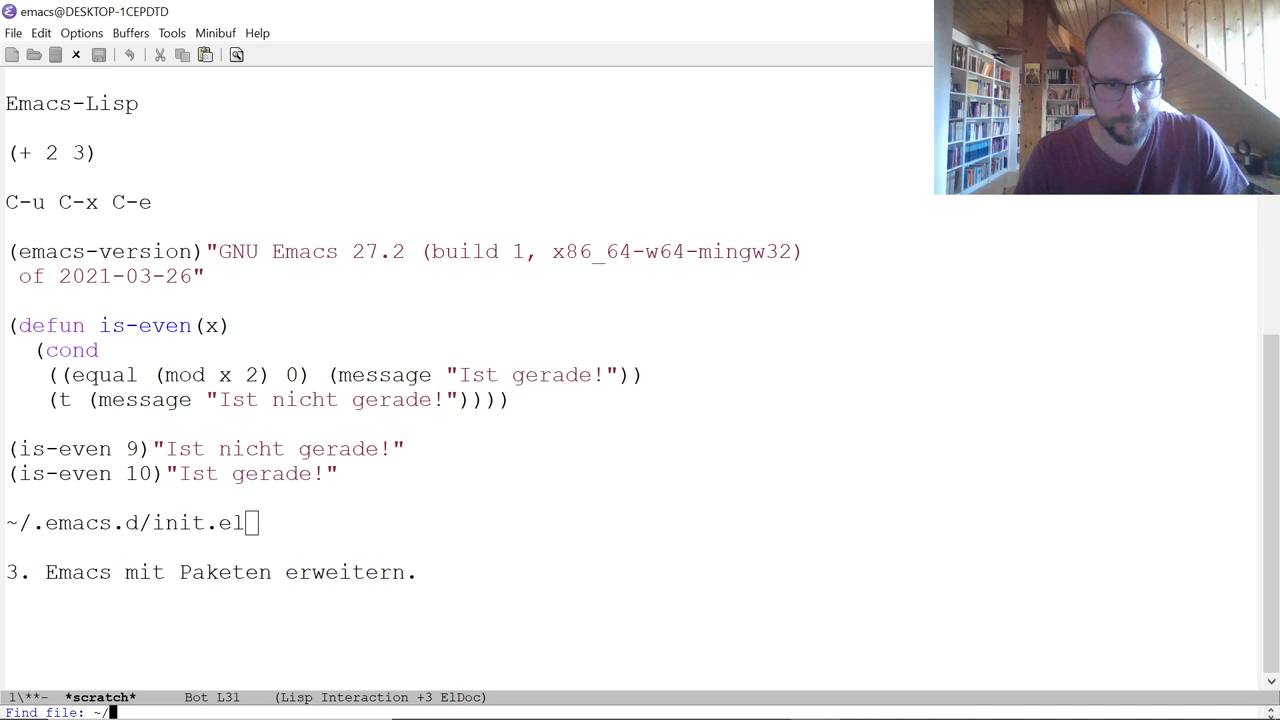 emacs@DESKTOP-1CEPDTD
File Edit Options Buffers Tools Minibuf Help
Emacs-Lisp
(+ 2 3)
C-u C-x C-e
(emacs-version)"GNU Emacs 27.2 (build 1, x86_64-w64-mingw32)
of 2021-03-26"
(defun is-even(x)
(cond
((equal (mod x 2) 0) (message "Ist gerade!"))
(t (message "Ist nicht gerade!"))))
(is-even 9)"Ist nicht gerade!"
(is-even 10)"Ist gerade!"
~/.emacs.d/init.el
3. Emacs mit Paketen erweitern.
1\**- *scratch* Bot L31 (Lisp Interaction +3 ElDoc)
Find file: ~/